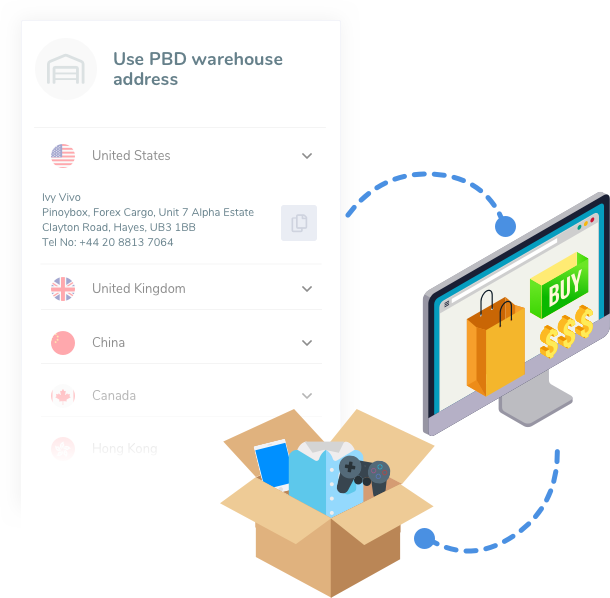 Use PBD warehouse
address
United States
Ivy Vivo
Pinoybox, Forex Cargo, Unit 7 Alpha Estate
Clayton Road, Hayes, UB3 1BB
Tel No: +44 20 8813 7064
United Kingdom
China
Canada
Hong Kong
BUY
$$$